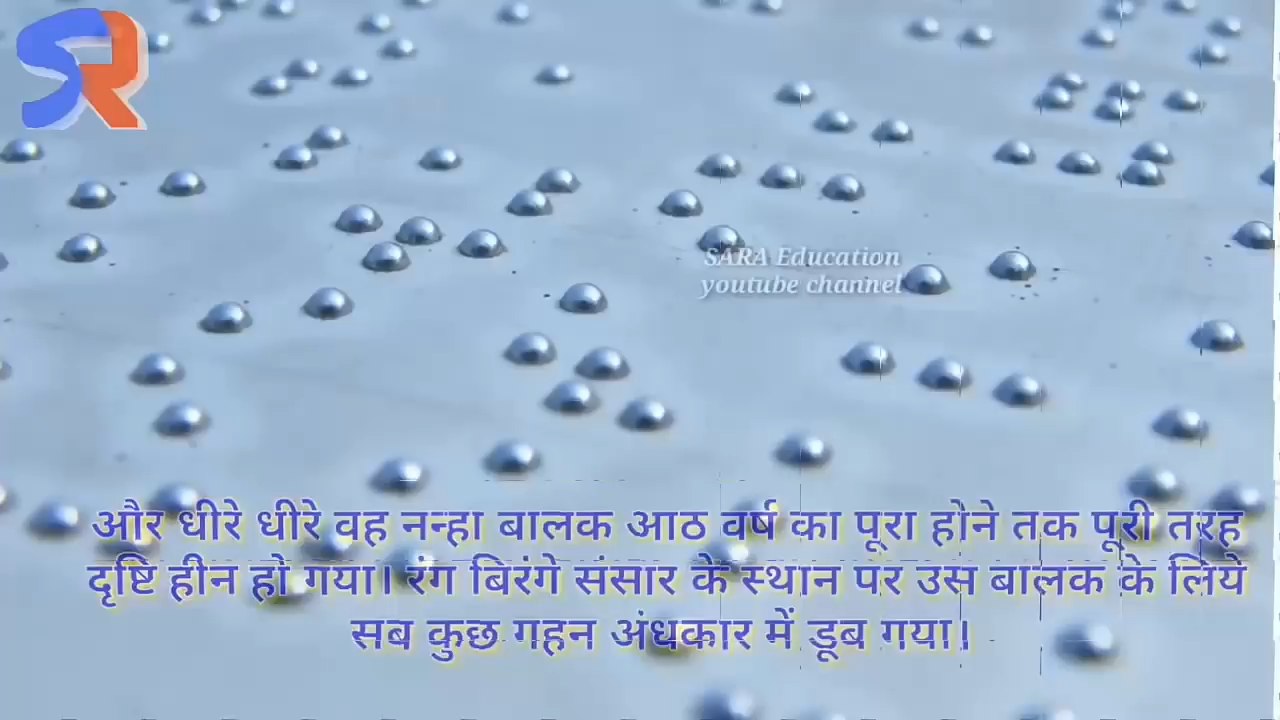 SR
SARA Education
youtube channel
और धीरे धीरे वह नन्हा बालक आठ वर्ष का पूरा होने तक पूरी तरह
दृष्टि हीन हो गया। रंग बिरंगे संसार के स्थान पर उस बालक के लिये
सब कुछ गहन अंधकार में डूब गया।